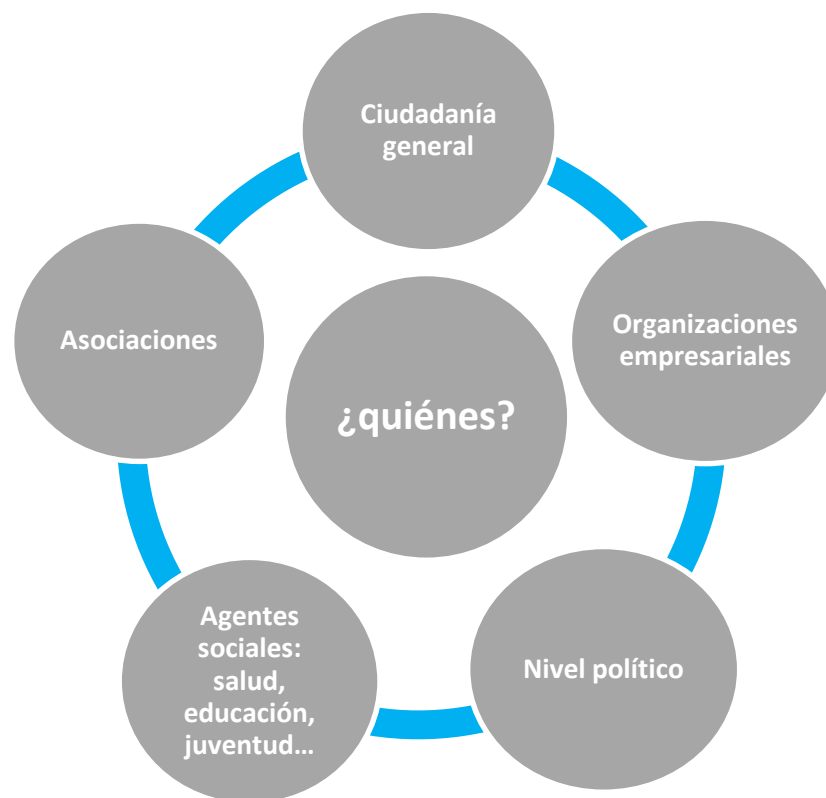 Ciudadanía
general
Organizaciones
empresariales
Asociaciones
¿quiénes?
Agentes
sociales:
salud,
educación,
juventud...
Nivel político